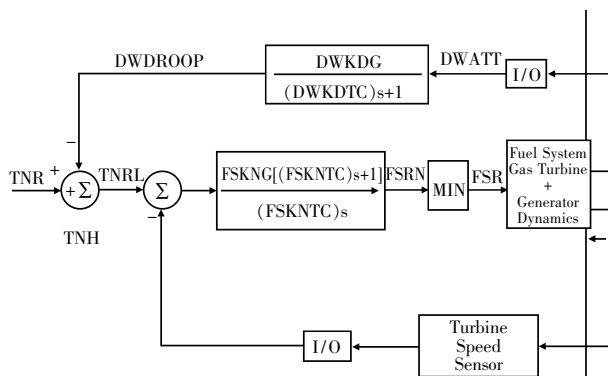 DWDROOP
DWKDG
(DWKDTC)s+1
DWATT
I/O
−
TNR
+
+Σ
TNRL
Σ
−
FSKNG[(FSKNTC)s+1]
(FSKNTC)s
FSRN
MIN
FSR
Fuel System
Gas Turbine
+
Generator
Dynamics
TNH
I/O
Turbine
Speed
Sensor